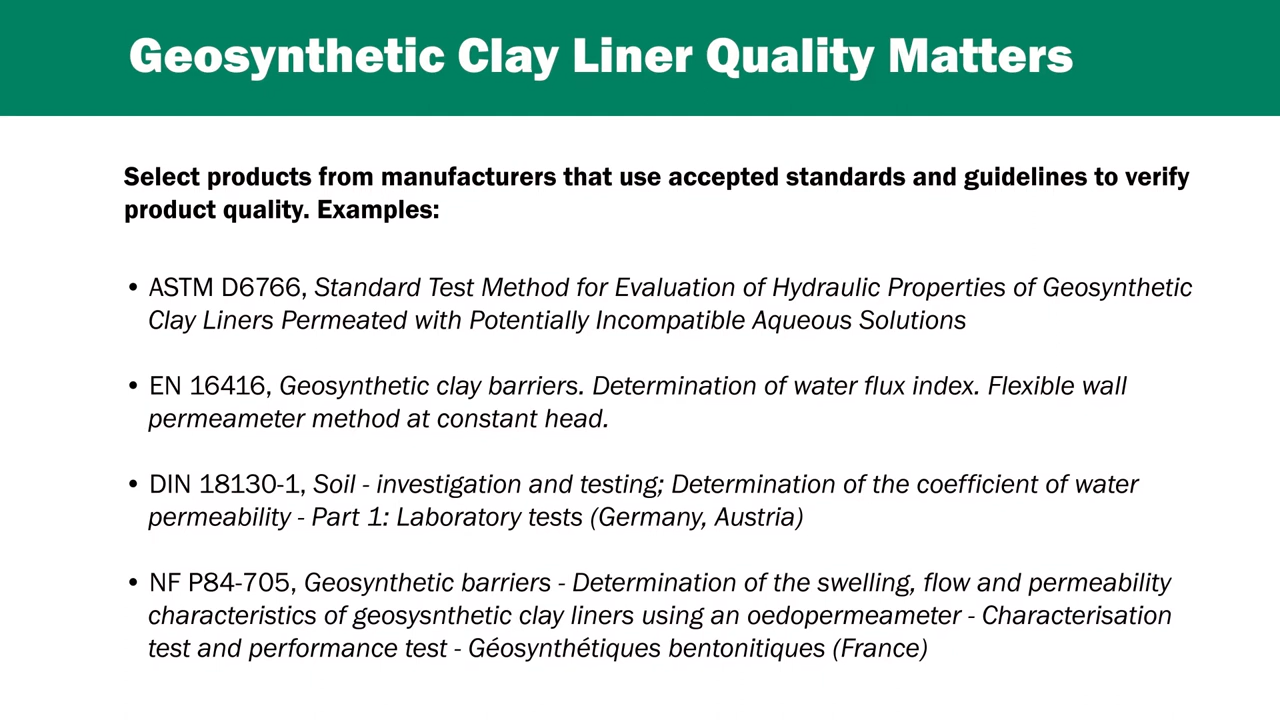 Geosynthetic Clay Liner Quality Matters
Select products from manufacturers that use accepted standards and guidelines to verify
product quality. Examples:
• ASTM D6766, Standard Test Method for Evaluation of Hydraulic Properties of Geosynthetic
Clay Liners Permeated with Potentially Incompatible Aqueous Solutions
• EN 16416, Geosynthetic clay barriers. Determination of water flux index. Flexible wall
permeameter method at constant head.
• DIN 18130-1, Soil - investigation and testing; Determination of the coefficient of water
permeability - Part 1: Laboratory tests (Germany, Austria)
• NF P84-705, Geosynthetic barriers - Determination of the swelling, flow and permeability
characteristics of geosysnthetic clay liners using an oedopermeameter - Characterisation
test and performance test - Géosynthétiques bentonitiques (France)